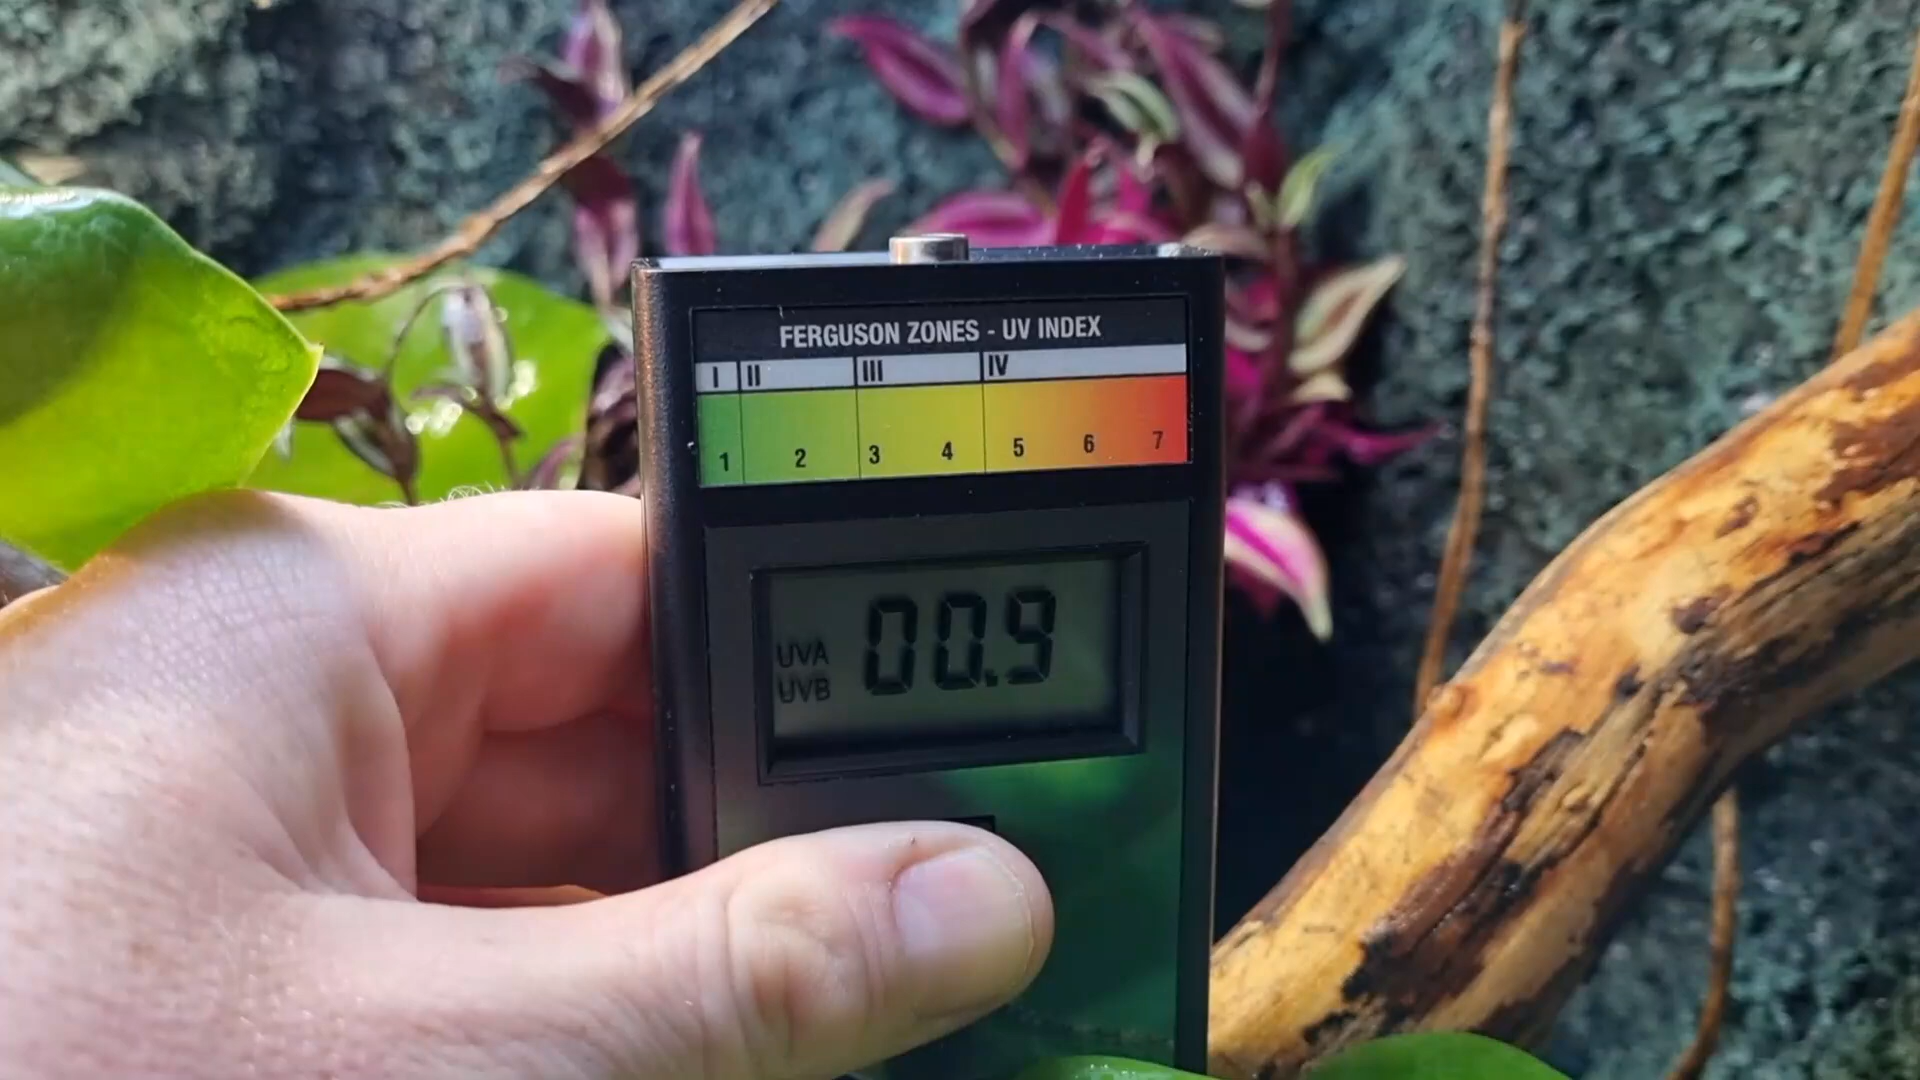 FERGUSON ZONES - UV INDEX
I II III IV
1 2 3 4 5 6 7
UVA
UVB
00.9